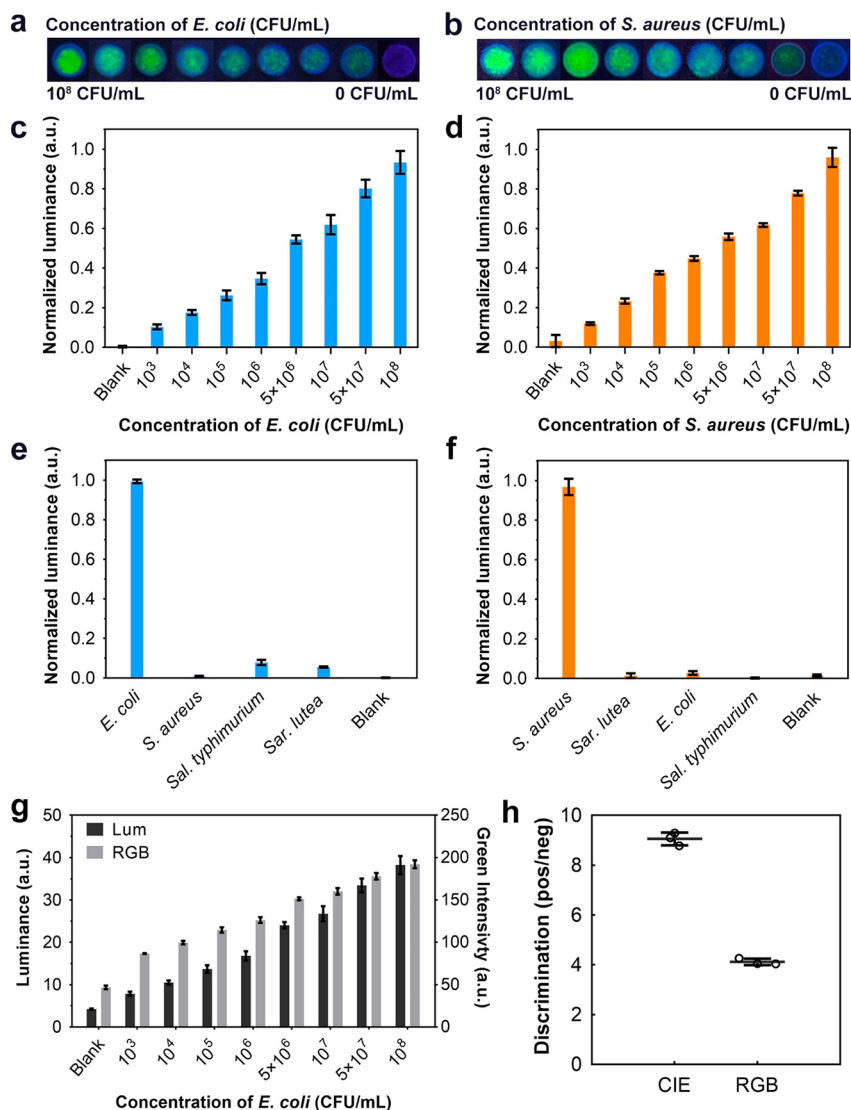 a
Concentration of E. coli (CFU/mL)
10⁸ CFU/mL
0 CFU/mL
b
Concentration of S. aureus (CFU/mL)
10⁸ CFU/mL
0 CFU/mL
c
Normalized luminance (a.u.)
1.0
0.8
0.6
0.4
0.2
0.0
Blank
10³
10⁴
10⁵
10⁶
5×10⁶
10⁷
5×10⁷
10⁸
Concentration of E. coli (CFU/mL)
d
Normalized luminance (a.u.)
1.0
0.8
0.6
0.4
0.2
0.0
Blank
10³
10⁴
10⁵
10⁶
5×10⁶
10⁷
5×10⁷
10⁸
Concentration of S. aureus (CFU/mL)
e
Normalized luminance (a.u.)
1.0
0.8
0.6
0.4
0.2
0.0
E. coli
S. aureus
Sal. typhimurium
Sar. lutea
Blank
f
Normalized luminance (a.u.)
1.0
0.8
0.6
0.4
0.2
0.0
S. aureus
Sar. lutea
E. coli
Sal. typhimurium
Blank
g
Luminance (a.u.)
50
40
30
20
10
0
Lum
RGB
250
200
150
100
50
0
Green Intensivty (a.u.)
Blank
10³
10⁴
10⁵
10⁶
5×10⁶
10⁷
5×10⁷
10⁸
Concentration of E. coli (CFU/mL)
h
Discrimination (pos/neg)
10
8
6
4
2
0
CIE
RGB